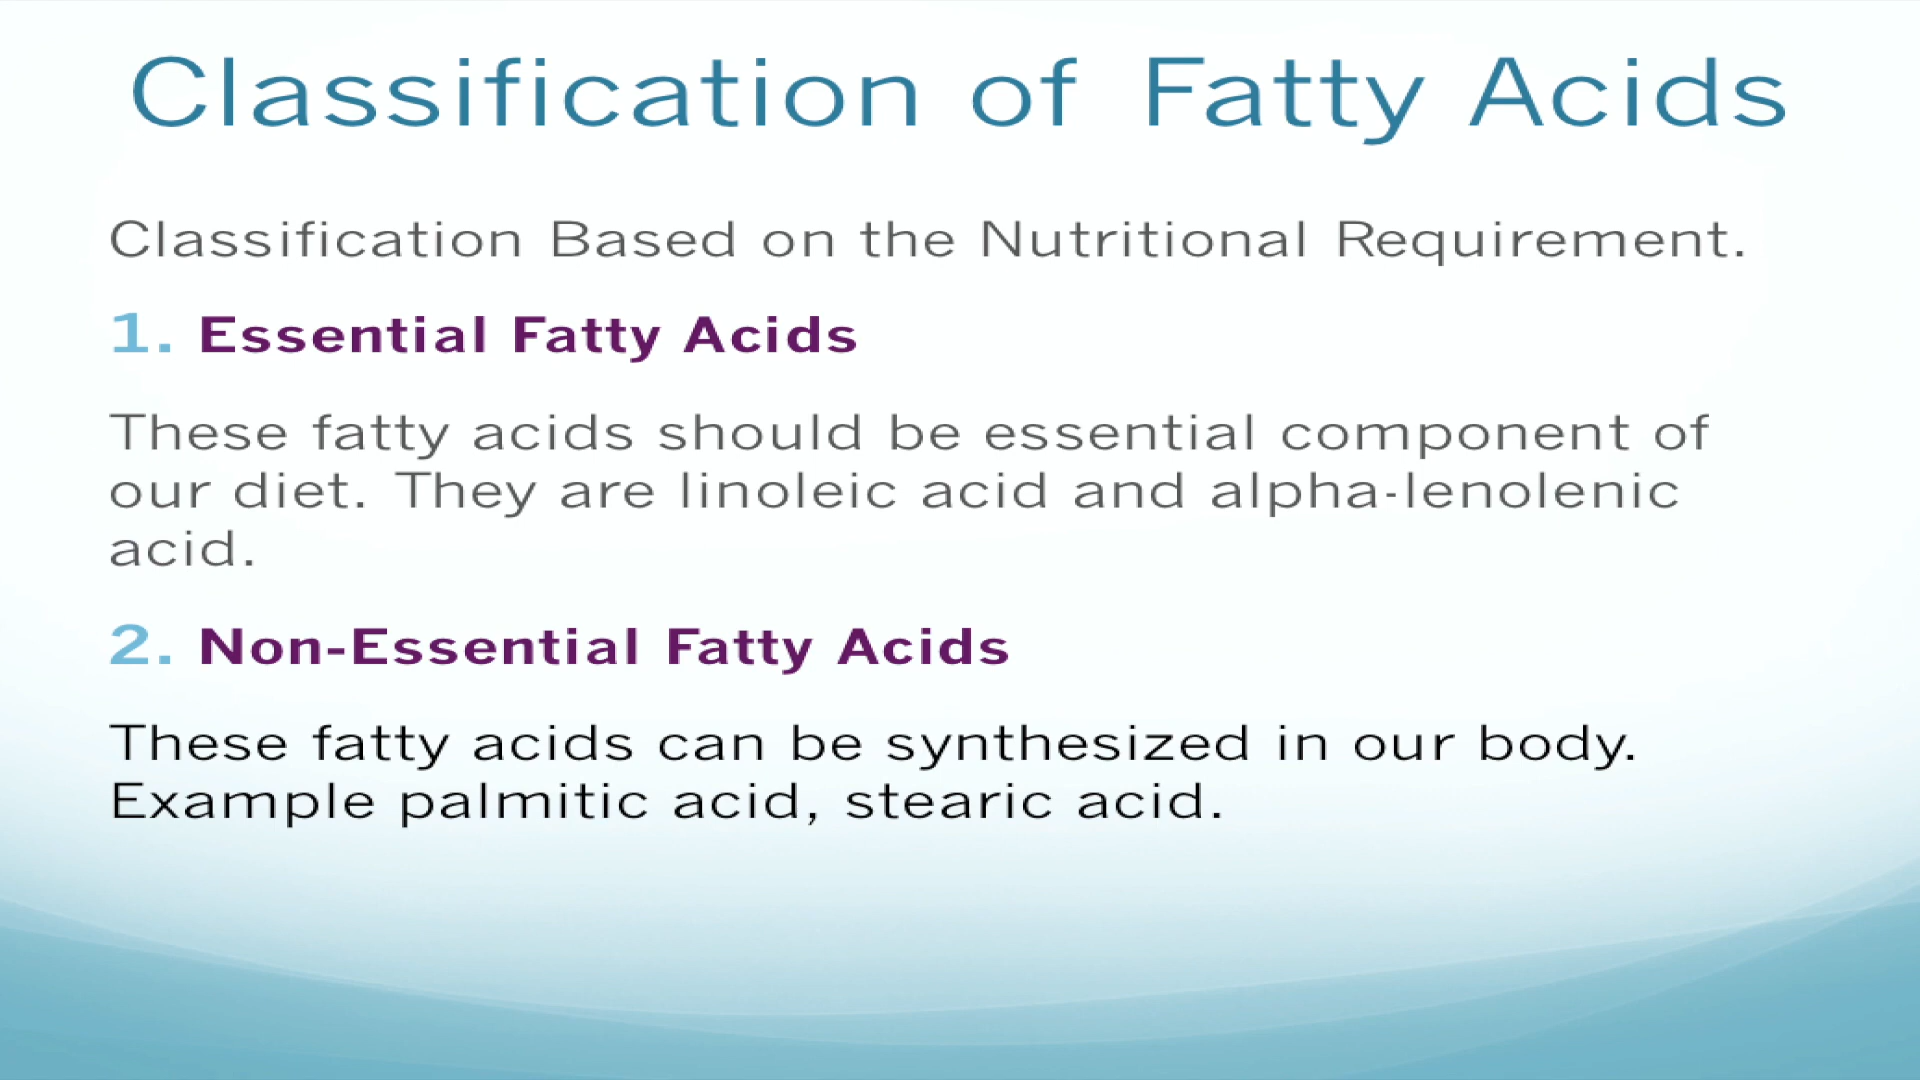 Classification of Fatty Acids
Classification Based on the Nutritional Requirement.
1. Essential Fatty Acids
These fatty acids should be essential component of
our diet. They are linoleic acid and alpha-lenolenic
acid.
2. Non-Essential Fatty Acids
These fatty acids can be synthesized in our body.
Example palmitic acid, stearic acid.